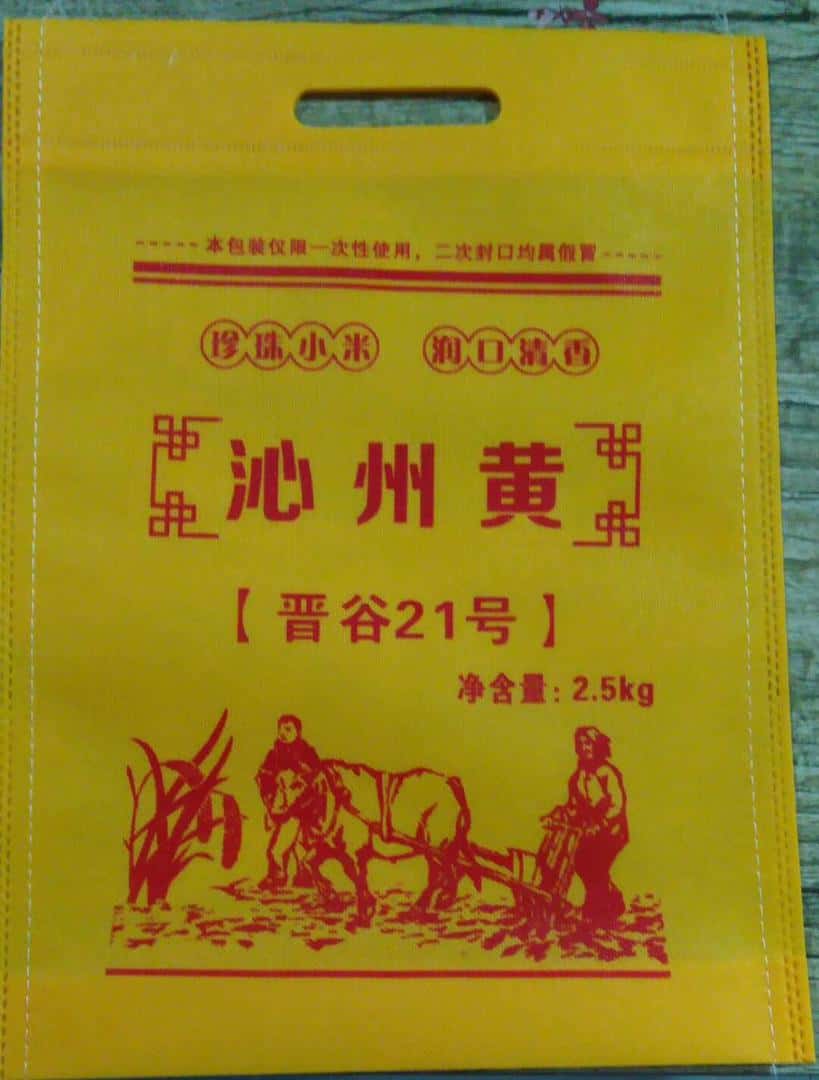 -----本包装仅限一次性使用，二次封口均属假冒-----
珍珠小米 润口清香
沁州黄
【晋谷21号】
净含量：2.5kg